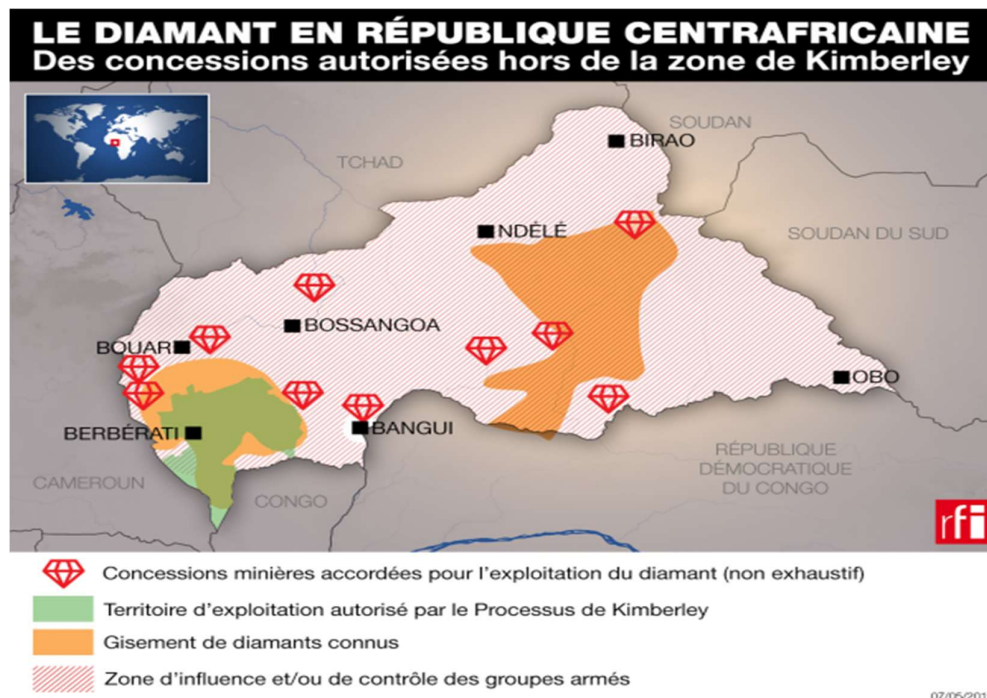 LE DIAMANT EN RÉPUBLIQUE CENTRAFRICAINE
Des concessions autorisées hors de la zone de Kimberley
SOUDAN
BIRAO
TCHAD
NDÉLÉ
SOUDAN DU SUD
BOSSANGOA
BOUAR
OBO
BERBÉRATI
BANGUI
RÉPUBLIQUE
DÉMOCRATIQUE
DU CONGO
CAMEROUN
CONGO
rfi
Concessions minières accordées pour l'exploitation du diamant (non exhaustif)
Territoire d'exploitation autorisé par le Processus de Kimberley
Gisement de diamants connus
Zone d'influence et/ou de contrôle des groupes armés